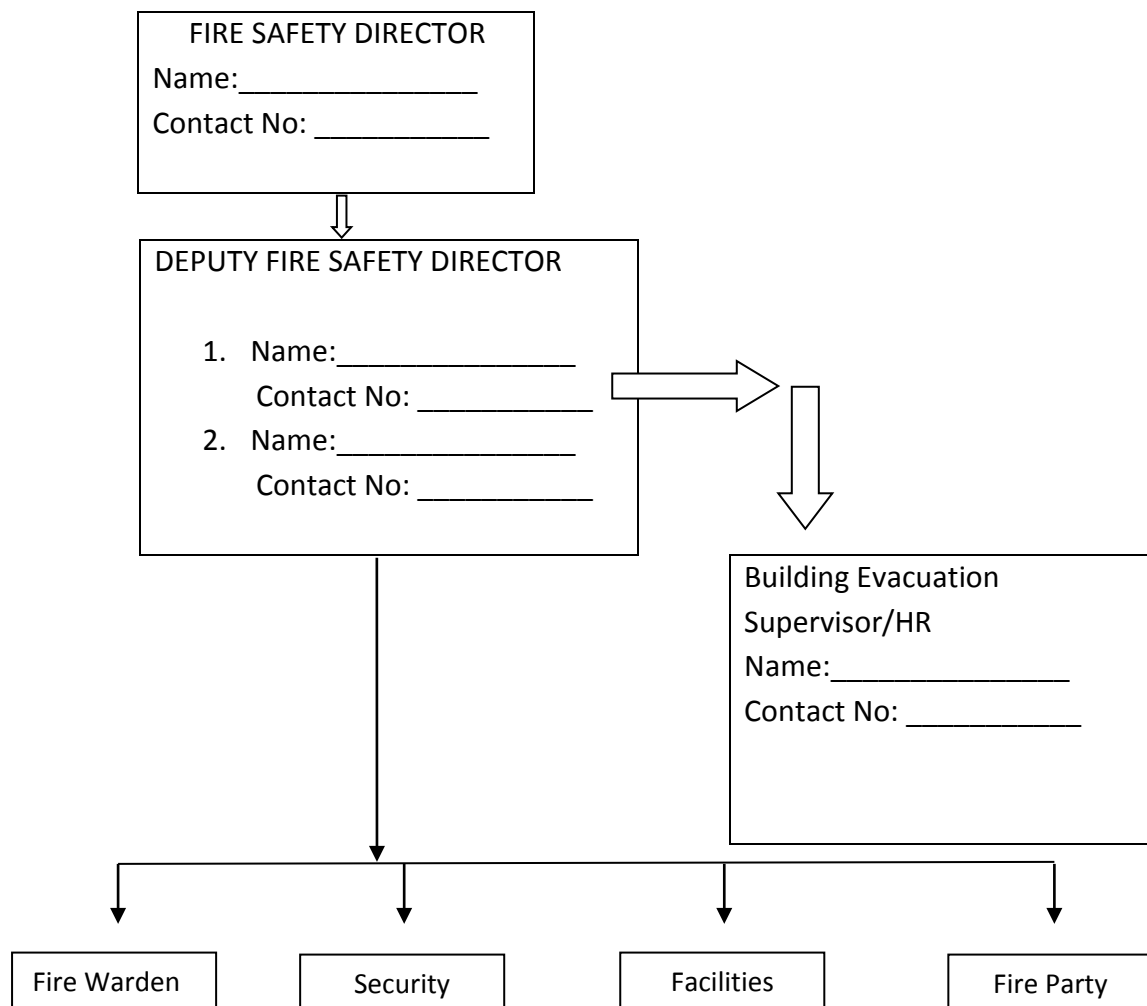 FIRE SAFETY DIRECTOR
Name:_______________
Contact No: ___________
DEPUTY FIRE SAFETY DIRECTOR
1. Name:_______________
Contact No: ___________
2. Name:_______________
Contact No: ___________
Building Evacuation
Supervisor/HR
Name:_______________
Contact No: ___________
Fire Warden
Security
Facilities
Fire Party